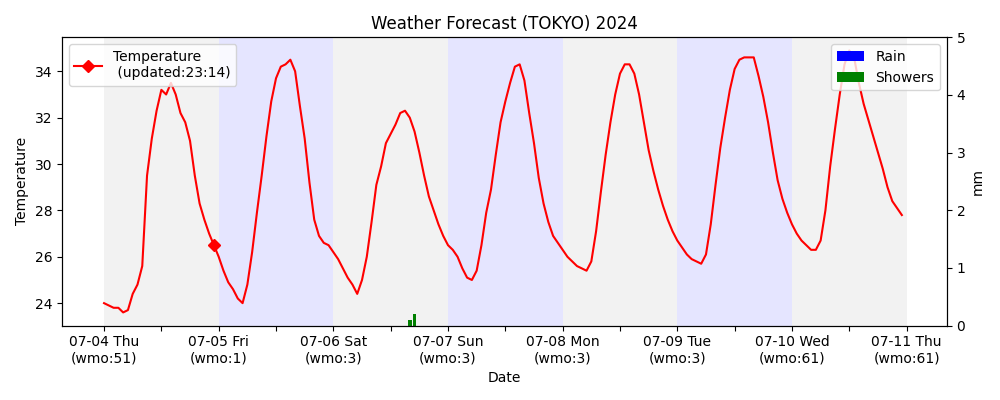 Weather Forecast (TOKYO) 2024
Temperature
(updated:23:14)
Rain
Showers
34
32
30
28
26
24
Temperature
5
4
3
2
1
0
mm
07-04 Thu
(wmo:51)
07-05 Fri
(wmo:1)
07-06 Sat
(wmo:3)
07-07 Sun
(wmo:3)
07-08 Mon
(wmo:3)
07-09 Tue
(wmo:3)
07-10 Wed
(wmo:61)
07-11 Thu
(wmo:61)
Date